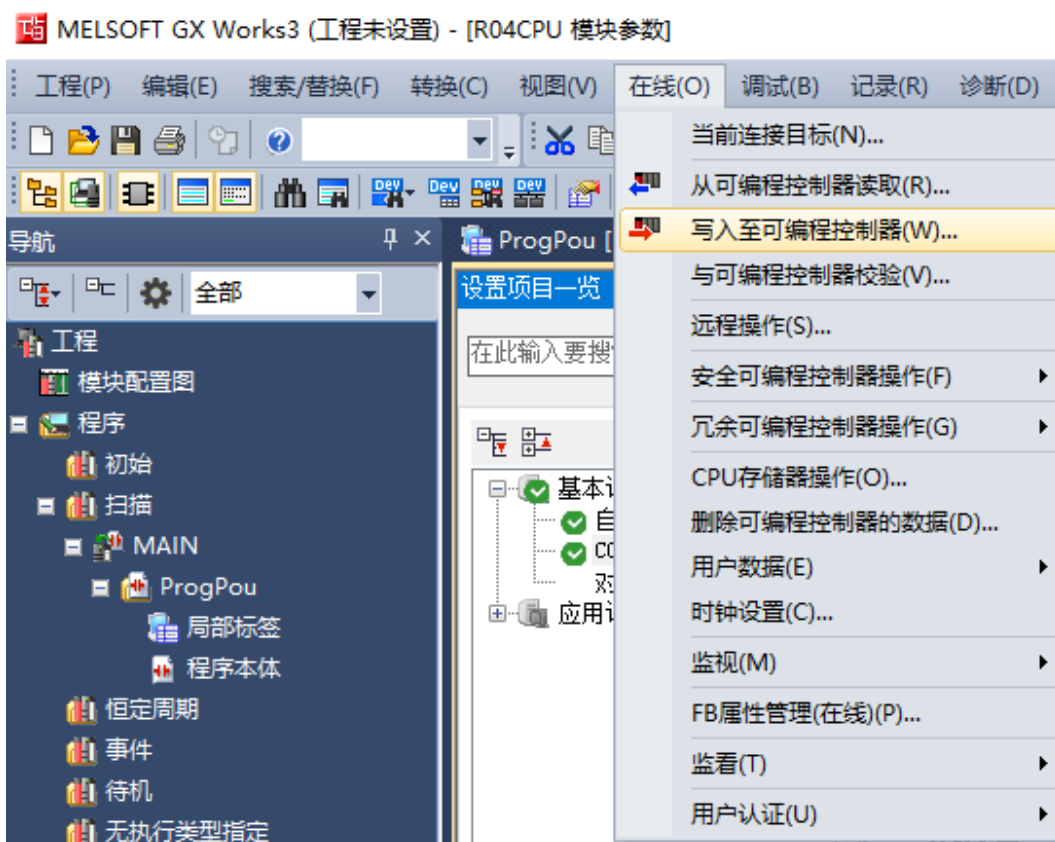 MELSOFT GX Works3 (工程未设置) - [R04CPU 模块参数]
工程(P) 编辑(E) 搜索/替换(F) 转换(C) 视图(V) 在线(O) 调试(B) 记录(R) 诊断(D)
当前连接目标(N)...
从可编程控制器读取(R)...
写入至可编程控制器(W)...
与可编程控制器校验(V)...
远程操作(S)...
安全可编程控制器操作(F)
冗余可编程控制器操作(G)
CPU存储器操作(O)...
删除可编程控制器的数据(D)...
用户数据(E)
时钟设置(C)...
监视(M)
FB属性管理(在线)(P)...
监看(T)
用户认证(U)
导航
全部
工程
模块配置图
程序
初始
扫描
MAIN
ProgPou
局部标签
程序本体
恒定周期
事件
待机
无执行类型指定
ProgPou [
设置项目一览
在此输入要搜
基本
自
CC
对
应用